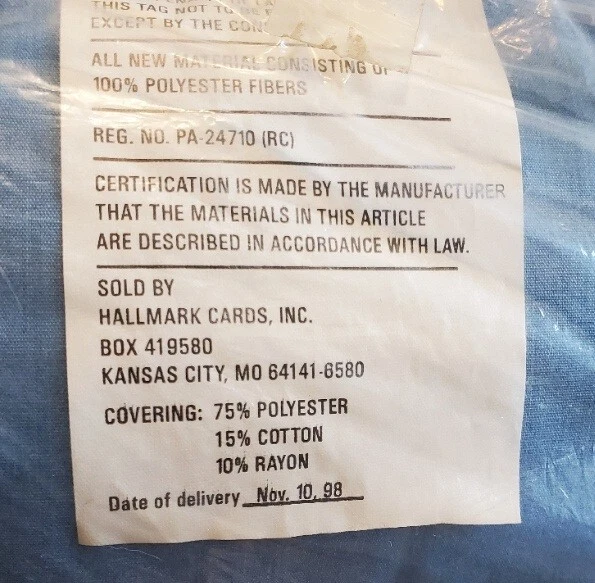 THIS TAG NOT TO BE
EXCEPT BY THE CON
ALL NEW MATERIAL CONSISTING OF
100% POLYESTER FIBERS
REG. NO. PA-24710 (RC)
CERTIFICATION IS MADE BY THE MANUFACTURER
THAT THE MATERIALS IN THIS ARTICLE
ARE DESCRIBED IN ACCORDANCE WITH LAW.
SOLD BY
HALLMARK CARDS, INC.
BOX 419580
KANSAS CITY, MO 64141-6580
COVERING: 75% POLYESTER
15% COTTON
10% RAYON
Date of delivery Nov. 10, 98